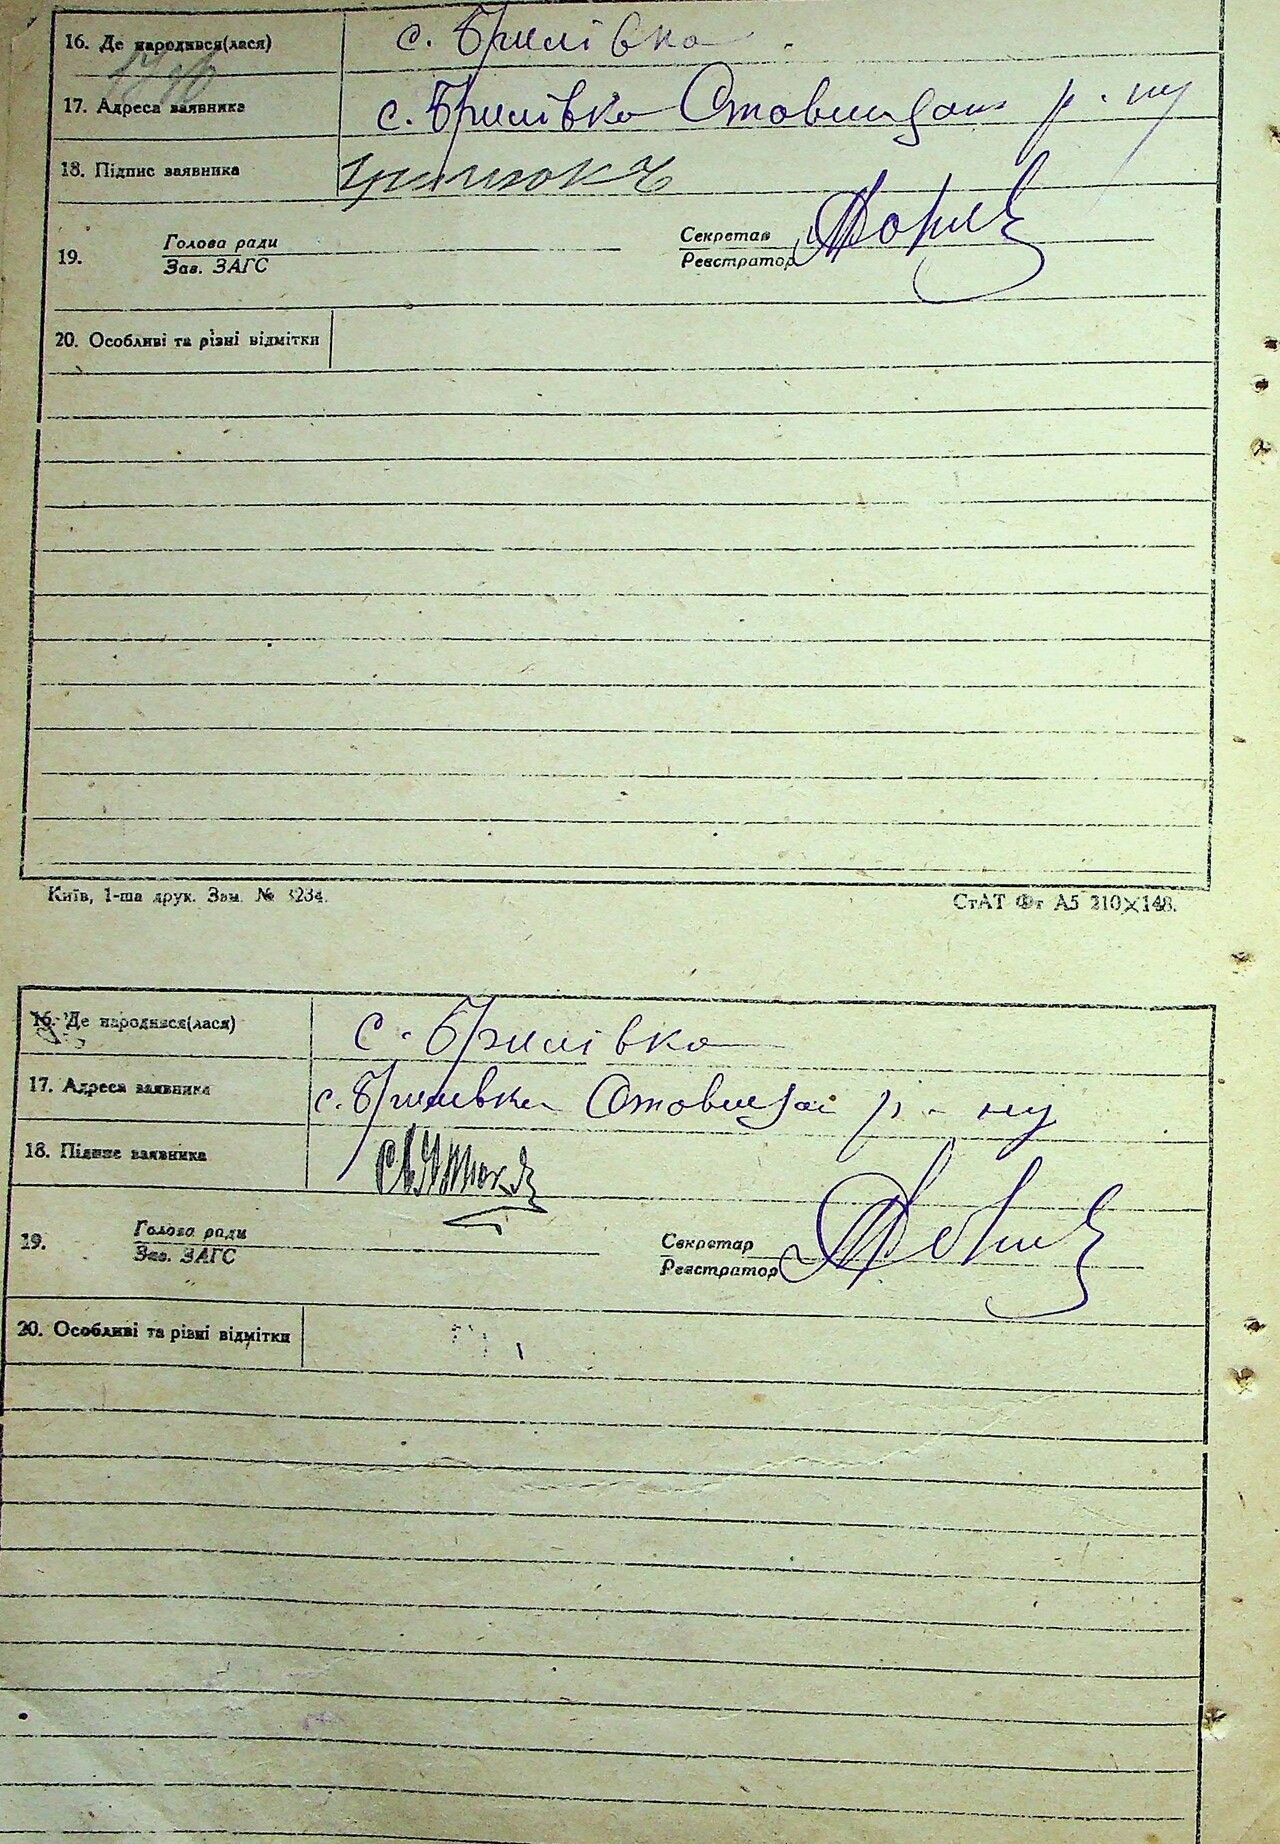 16. Де народився(лася) с. Брилівка
17. Адреса заявника с. Брилівка Ставищан р-ну
18. Підпис заявника
19. Голова ради Секретар
Зав. ЗАГС Реєстратор
20. Особливі та різні відмітки
Київ, 1-ша друк. Зам. № 3234. СтАТ Фт А5 210×148.
16. Де народився(лася) с. Брилівка
17. Адреса заявника с. Брилівка р-ну
18. Підпис заявника
19. Голова ради Секретар
Зав. ЗАГС Реєстратор
20. Особливі та різні відмітки